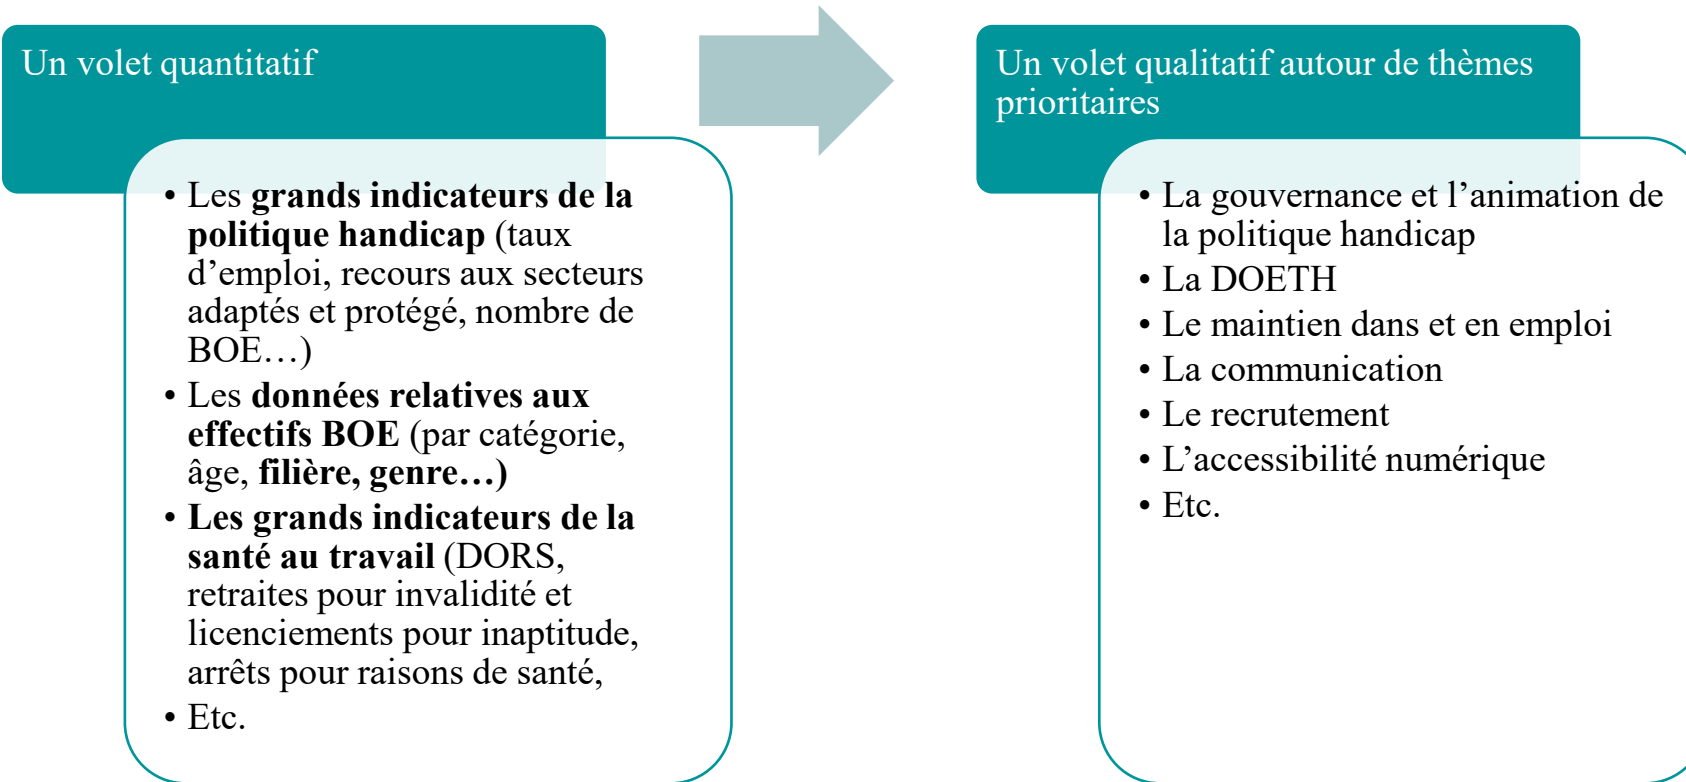 Un volet quantitatif
• Les grands indicateurs de la
politique handicap (taux
d’emploi, recours aux secteurs
adaptés et protégé, nombre de
BOE…)
• Les données relatives aux
effectifs BOE (par catégorie,
âge, filière, genre…)
• Les grands indicateurs de la
santé au travail (DORS,
retraites pour invalidité et
licenciements pour inaptitude,
arrêts pour raisons de santé,
• Etc.
Un volet qualitatif autour de thèmes
prioritaires
• La gouvernance et l’animation de
la politique handicap
• La DOETH
• Le maintien dans et en emploi
• La communication
• Le recrutement
• L’accessibilité numérique
• Etc.